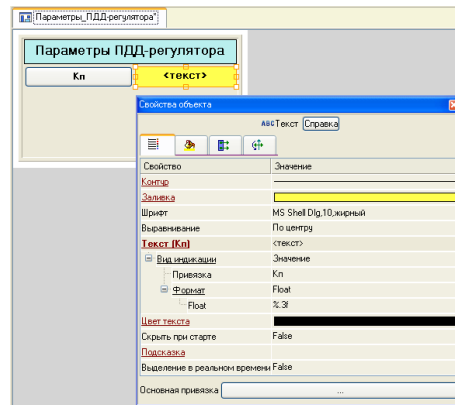 Параметры_ПДД-регулятора*
Параметры ПДД-регулятора
Кп
<текст>
Свойства объекта
ABC Текст Справка
Свойство Значение
Контур
Заливка
Шрифт MS Shell Dlg,10,жирный
Выравнивание По центру
Текст (Кп) <текст>
Вид индикации Значение
Привязка Кп
Формат Float
Float %.3f
Цвет текста
Скрыть при старте False
Подсказка
Выделение в реальном времени False
Основная привязка ...